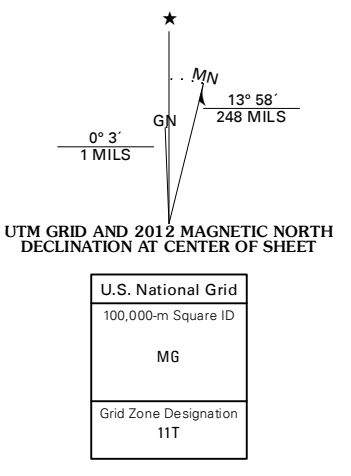 ★
MN
13° 58´
248 MILS
GN
0° 3´
1 MILS
UTM GRID AND 2012 MAGNETIC NORTH
DECLINATION AT CENTER OF SHEET
U.S. National Grid
100,000-m Square ID
MG
Grid Zone Designation
11T